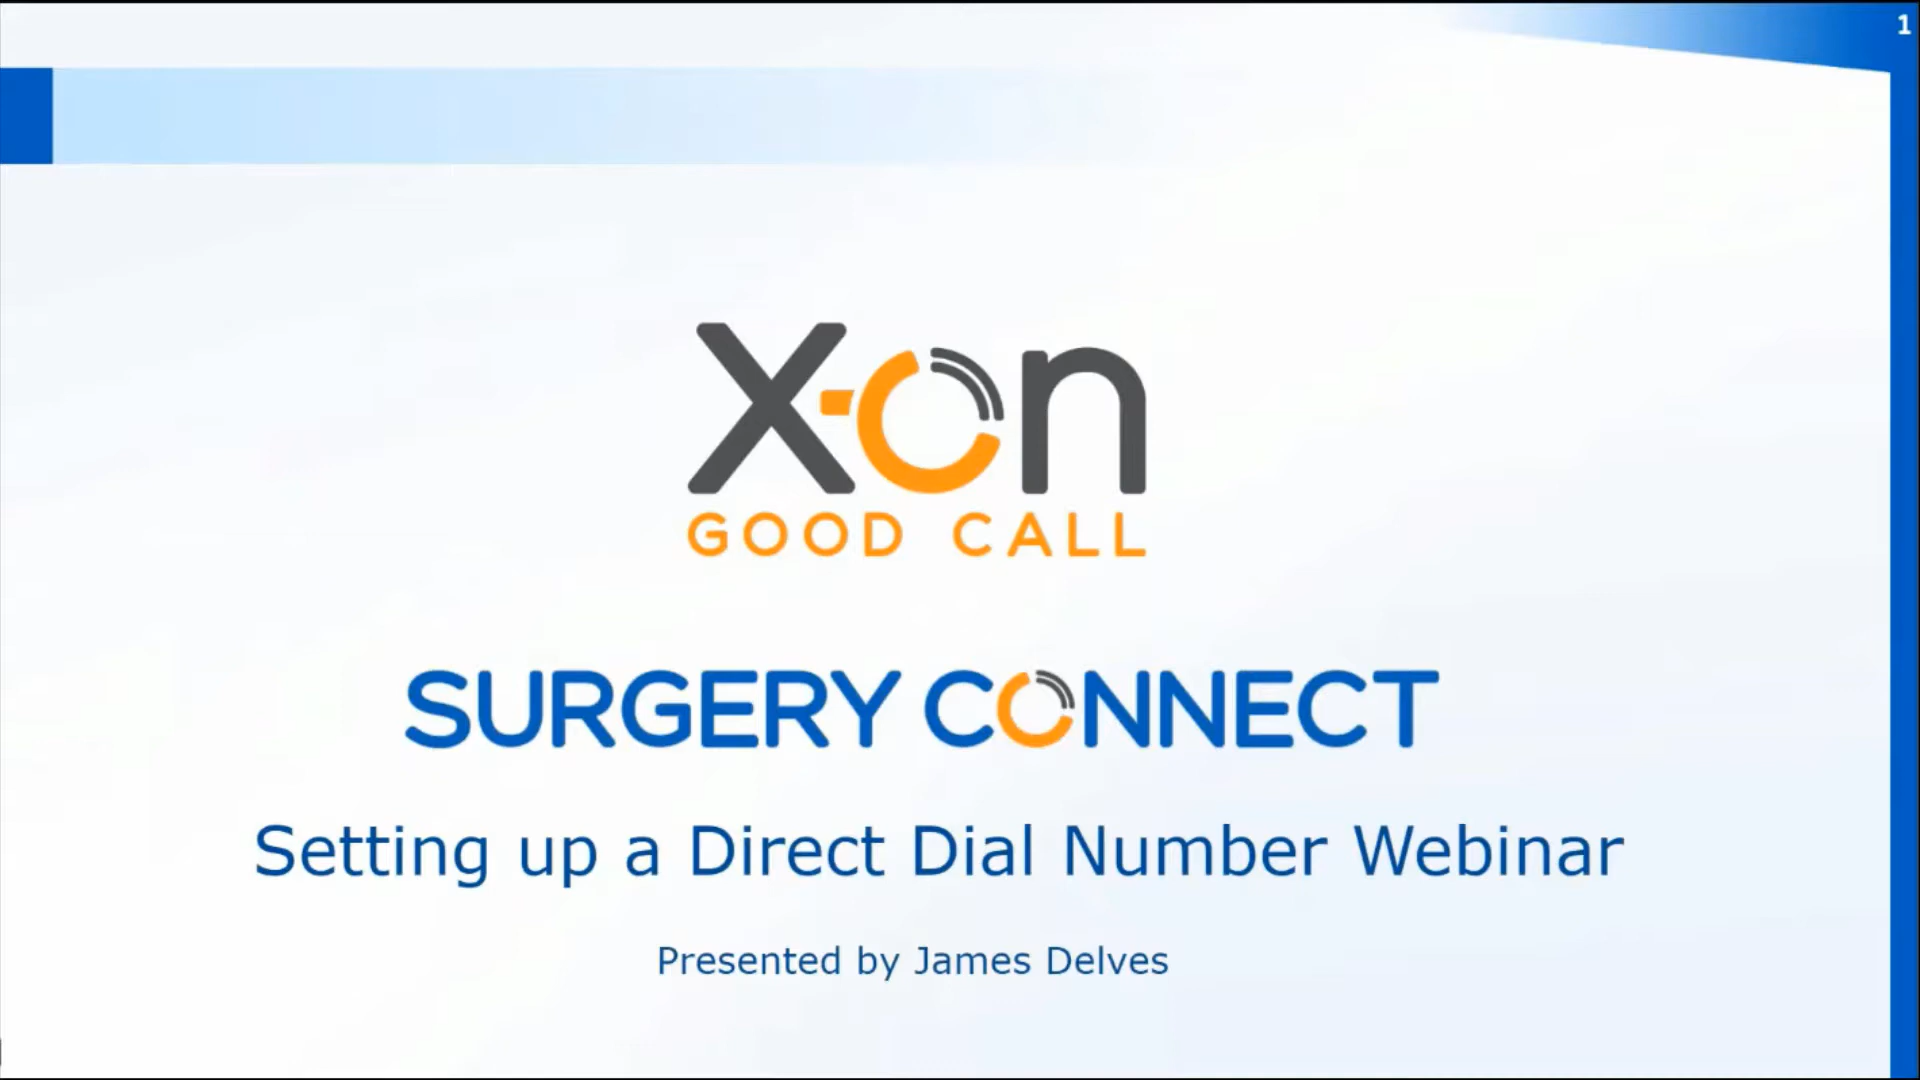 1
X-on
GOOD CALL
SURGERY CONNECT
Setting up a Direct Dial Number Webinar
Presented by James Delves